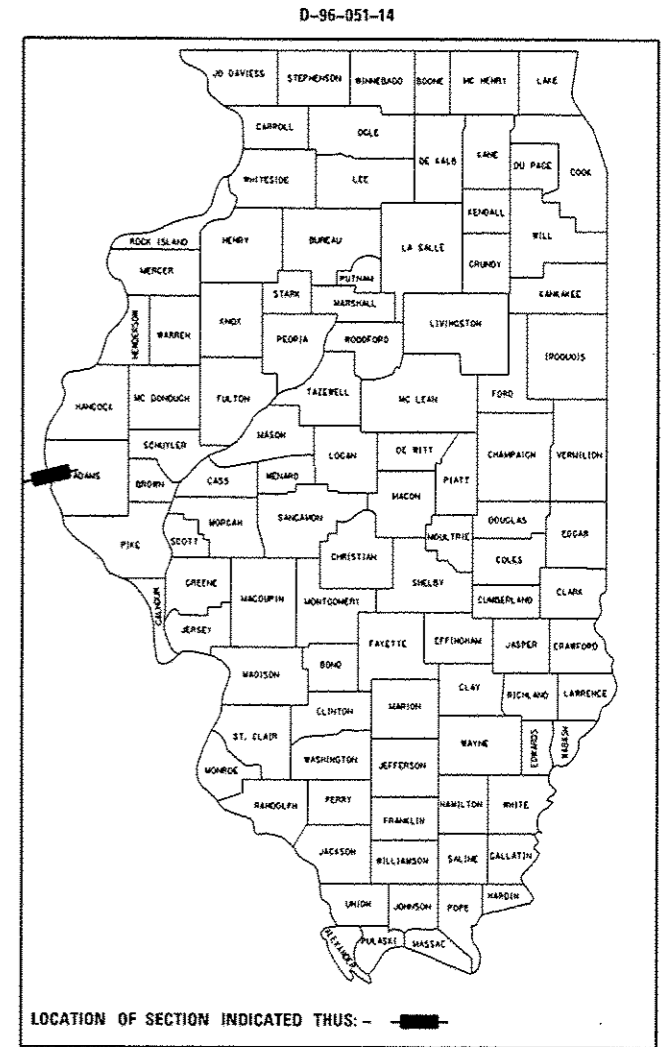 D-96-051-14
JO DAVIESS STEPHENSON WINNEBAGO BOONE MC HENRY LAKE
CARROLL OGLE DE KALB KANE DU PAGE COOK
WHITESIDE LEE KENDALL WILL
ROCK ISLAND HENRY BUREAU LA SALLE GRUNDY
MERCER PUTNAM KANKAKEE
STARK MARSHALL
HENDERSON WARREN KNOX PEORIA WOODFORD LIVINGSTON IROQUOIS
HANCOCK MC DONOUGH FULTON TAZEWELL MC LEAN FORD
SCHUYLER MASON LOGAN DE WITT CHAMPAIGN VERMILION
ADAMS BROWN CASS MENARD PIATT
MACON
PIKE SCOTT MORGAN SANGAMON MOULTRIE DOUGLAS EDGAR
CHRISTIAN COLES
CALHOUN GREENE MACOUPIN MONTGOMERY SHELBY CUMBERLAND CLARK
JERSEY FAYETTE EFFINGHAM JASPER CRAWFORD
MADISON BOND CLAY RICHLAND LAWRENCE
CLINTON MARION
ST. CLAIR WAYNE EDWARDS WABASH
MONROE WASHINGTON JEFFERSON
RANDOLPH PERRY FRANKLIN HAMILTON WHITE
JACKSON WILLIAMSON SALINE GALLATIN
UNION JOHNSON POPE HARDIN
ALEXANDER PULASKI MASSAC
LOCATION OF SECTION INDICATED THUS: -